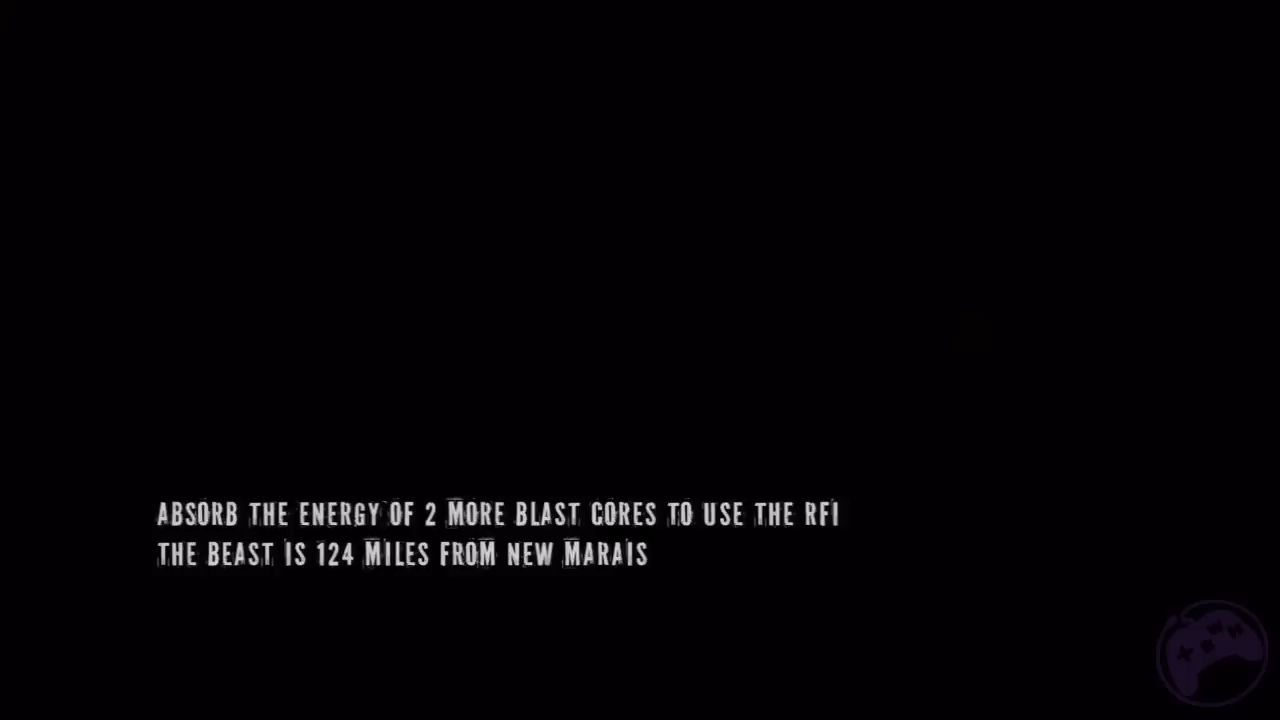 ABSORB THE ENERGY OF 2 MORE BLAST CORES TO USE THE RFI
THE BEAST IS 124 MILES FROM NEW MARAIS